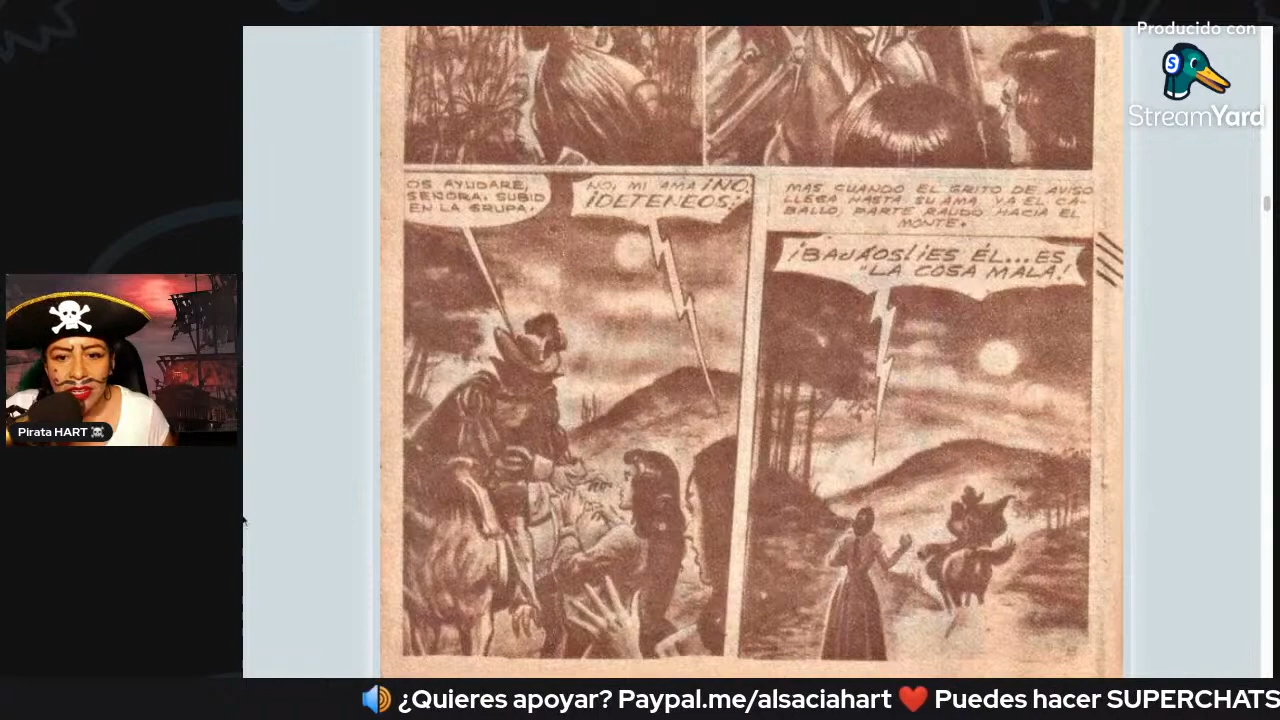 Producido con
StreamYard
OS AYUDARÉ,
SEÑORA. SUBID
EN LA GRUPA.
NO, MI AMA ¡NO,
¡DETENEOS!
MAS CUANDO EL GRITO DE AVISO
LLEGA HASTA SU AMA, YA EL CA-
BALLO, PARTE RAUDO HACIA EL
MONTE.
¡BAJÁOS! ¡ES ÉL... ES
"LA COSA MALA!
Pirata HART
¿Quieres apoyar? Paypal.me/alsaciahart ❤️ Puedes hacer SUPERCHATS